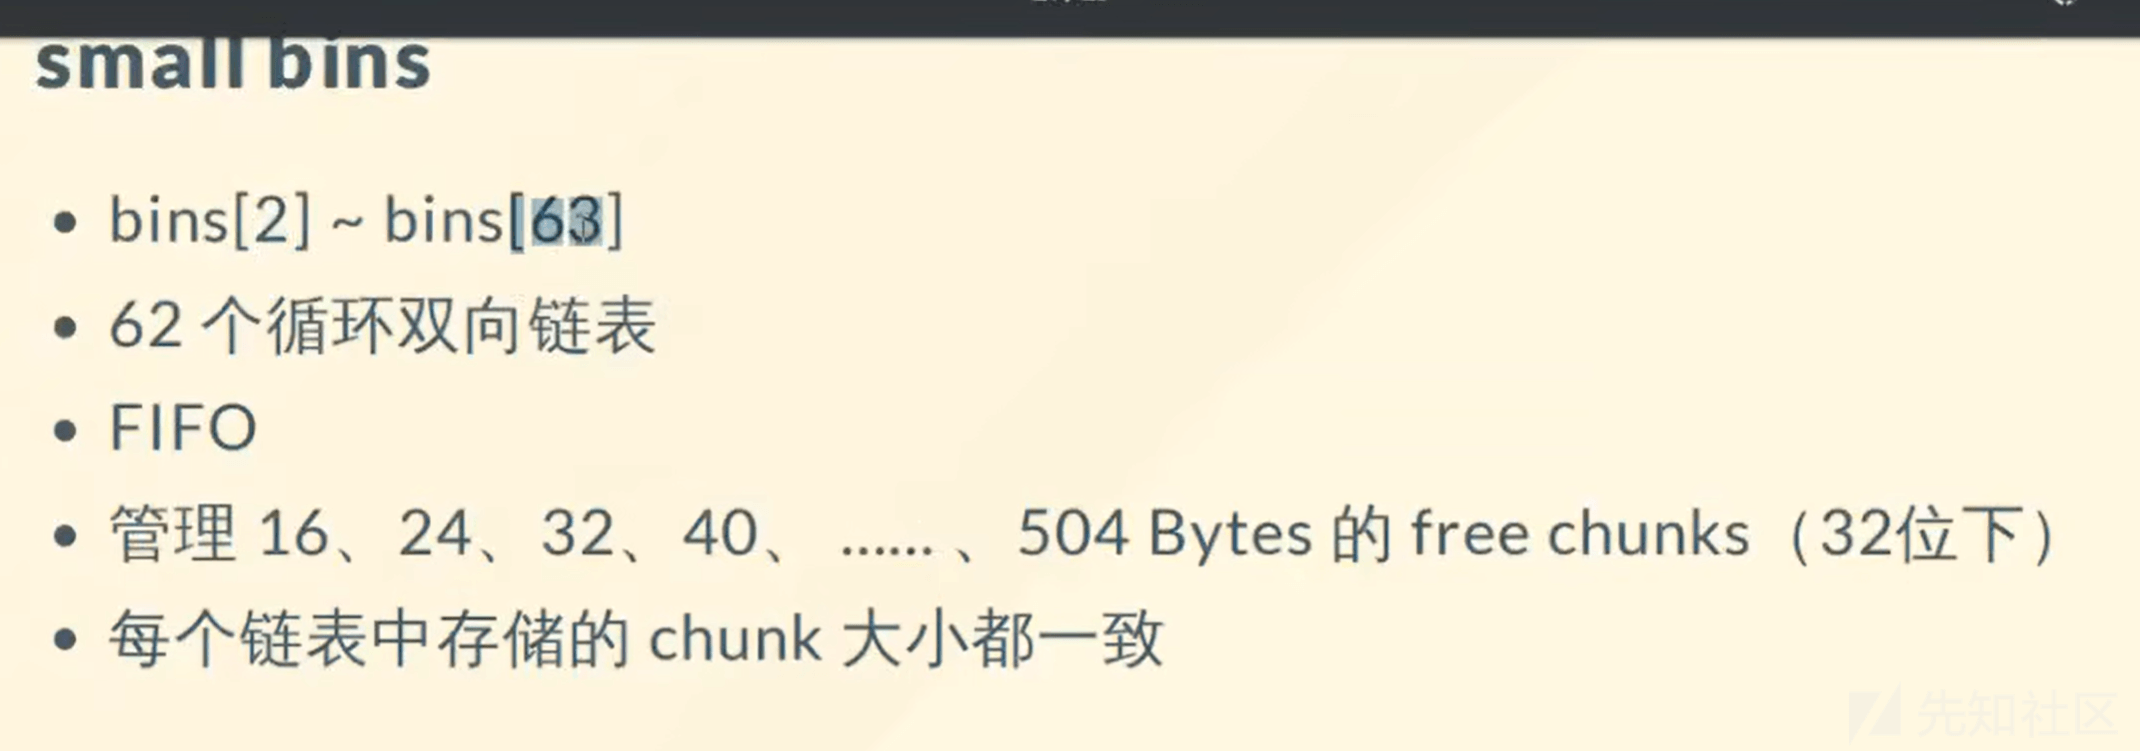 small bins
bins[2] ~ bins[63]
62 个循环双向链表
FIFO
管理 16、24、32、40、 ...... 、504 Bytes 的 free chunks（32位下）
每个链表中存储的 chunk 大小都一致
先知社区